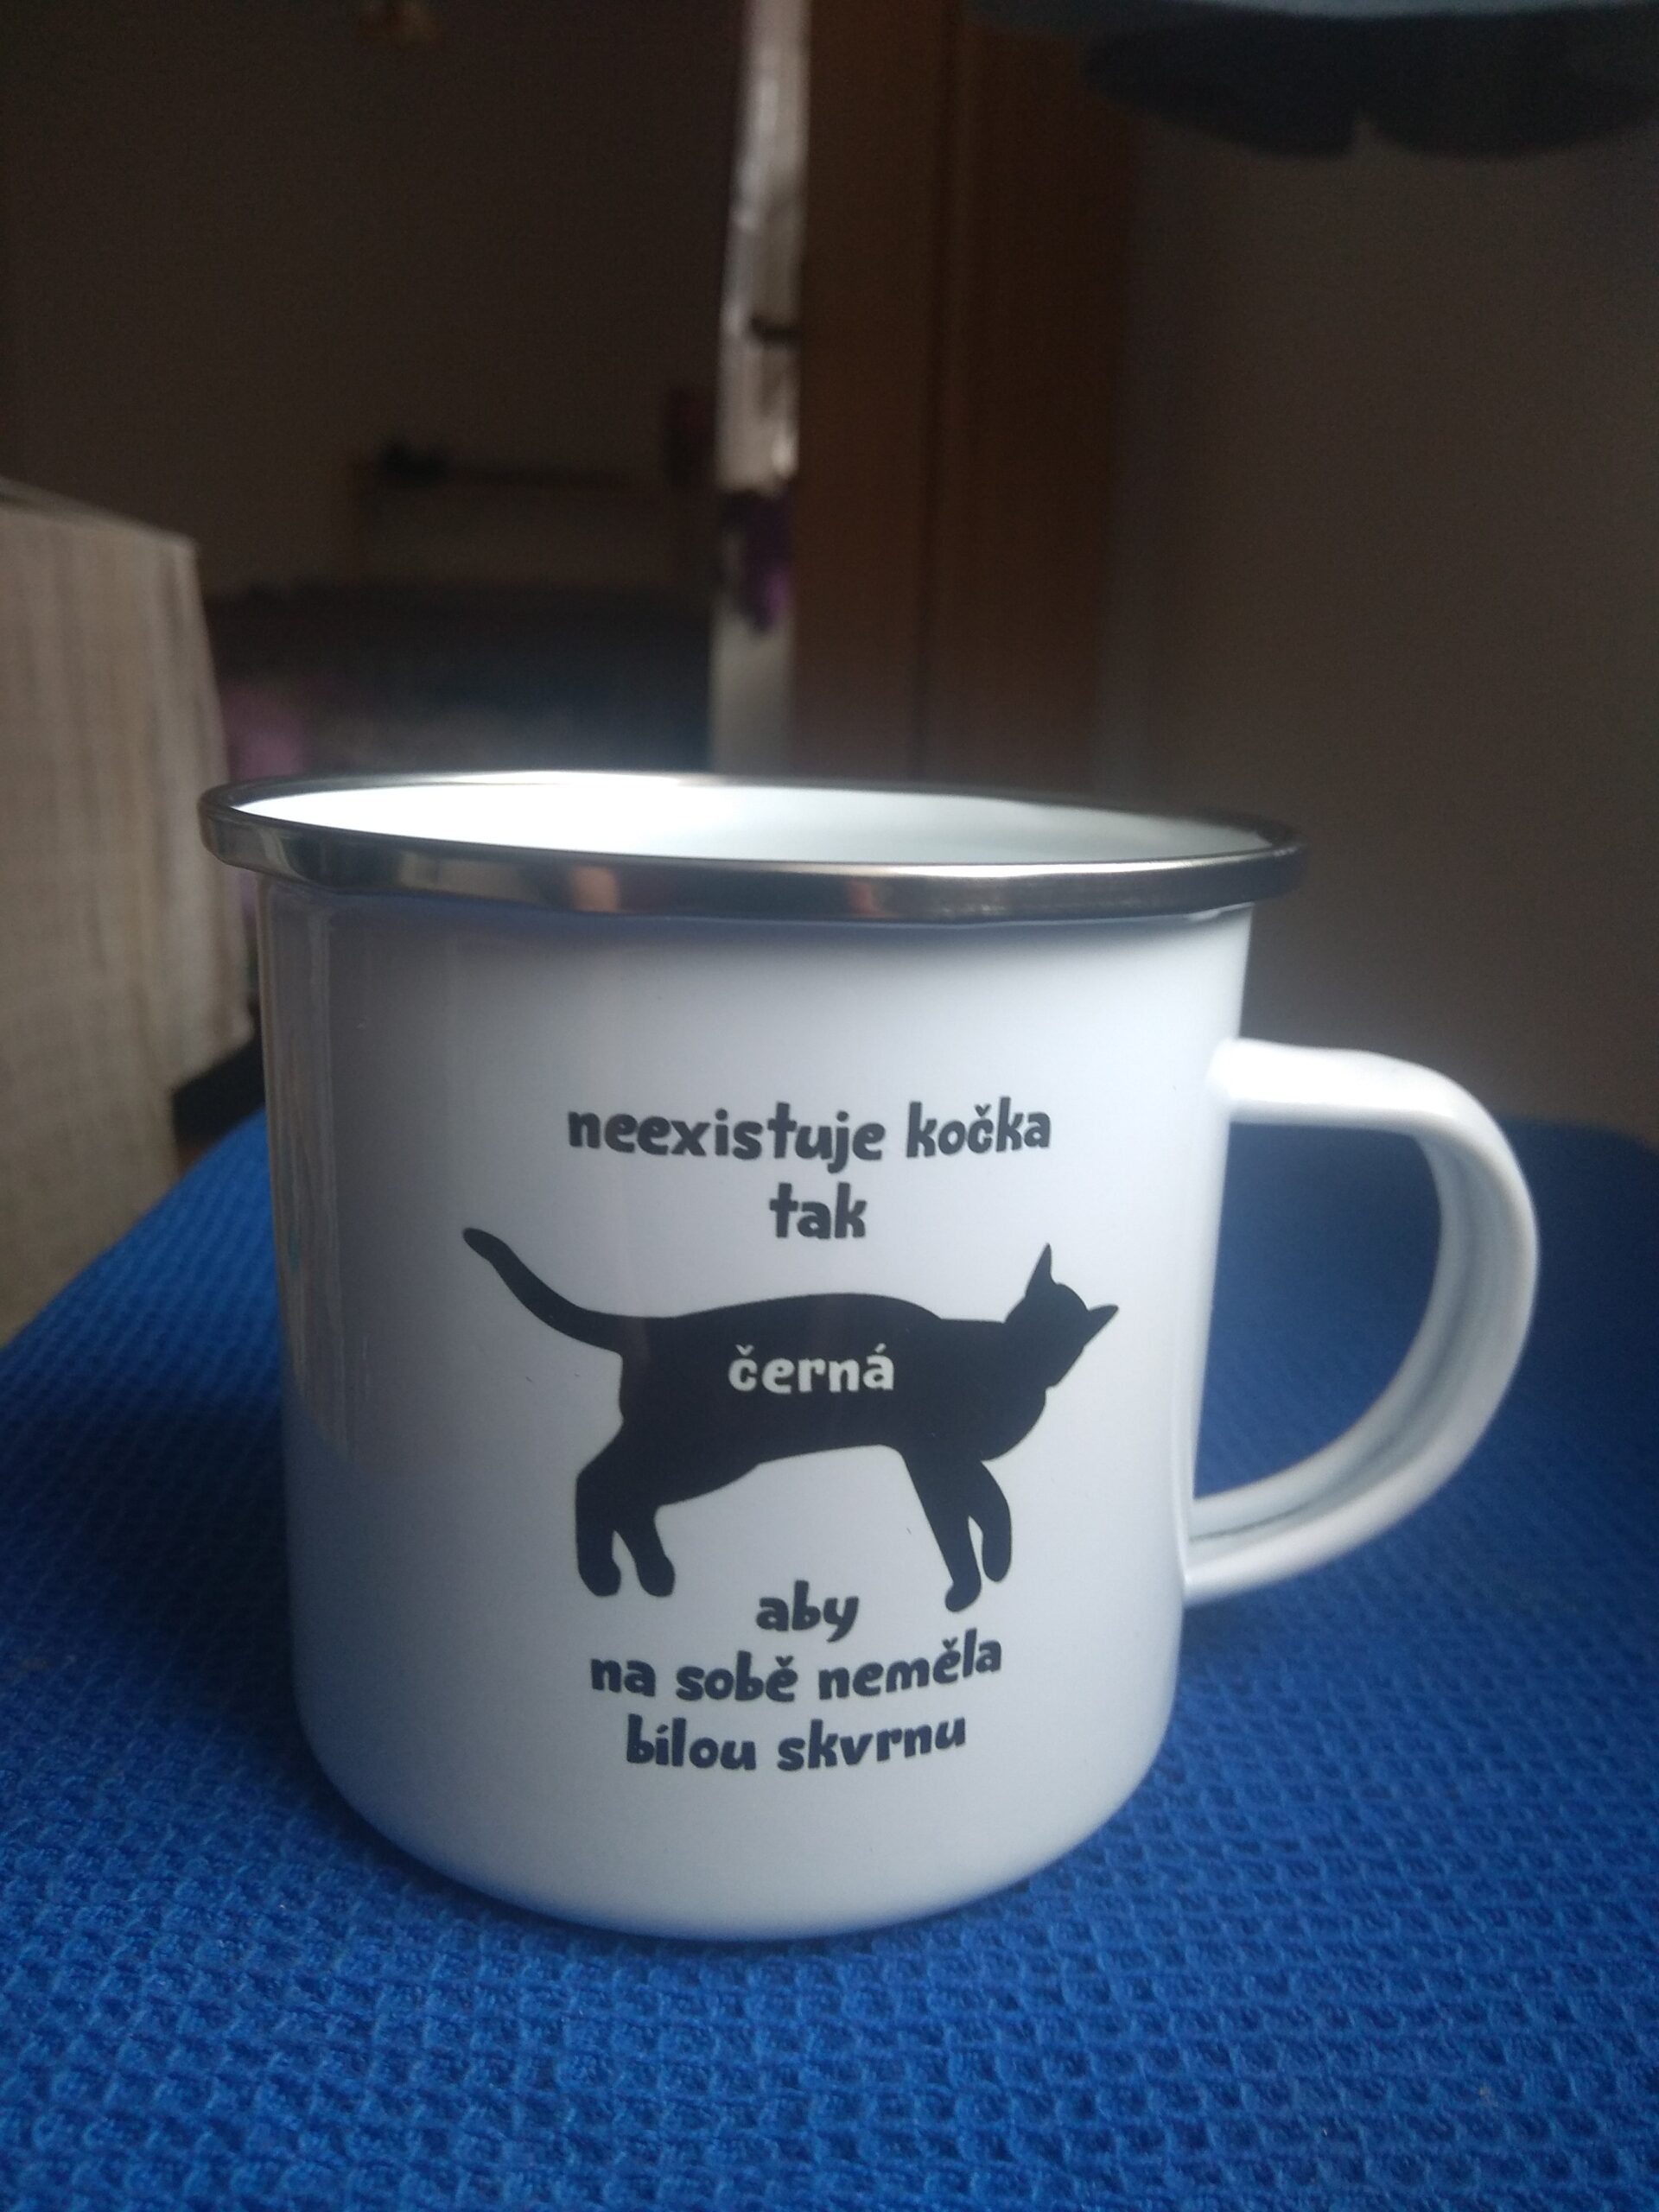 neexistuje kočka
tak
černá
aby
na sobě neměla
bílou skvrnu